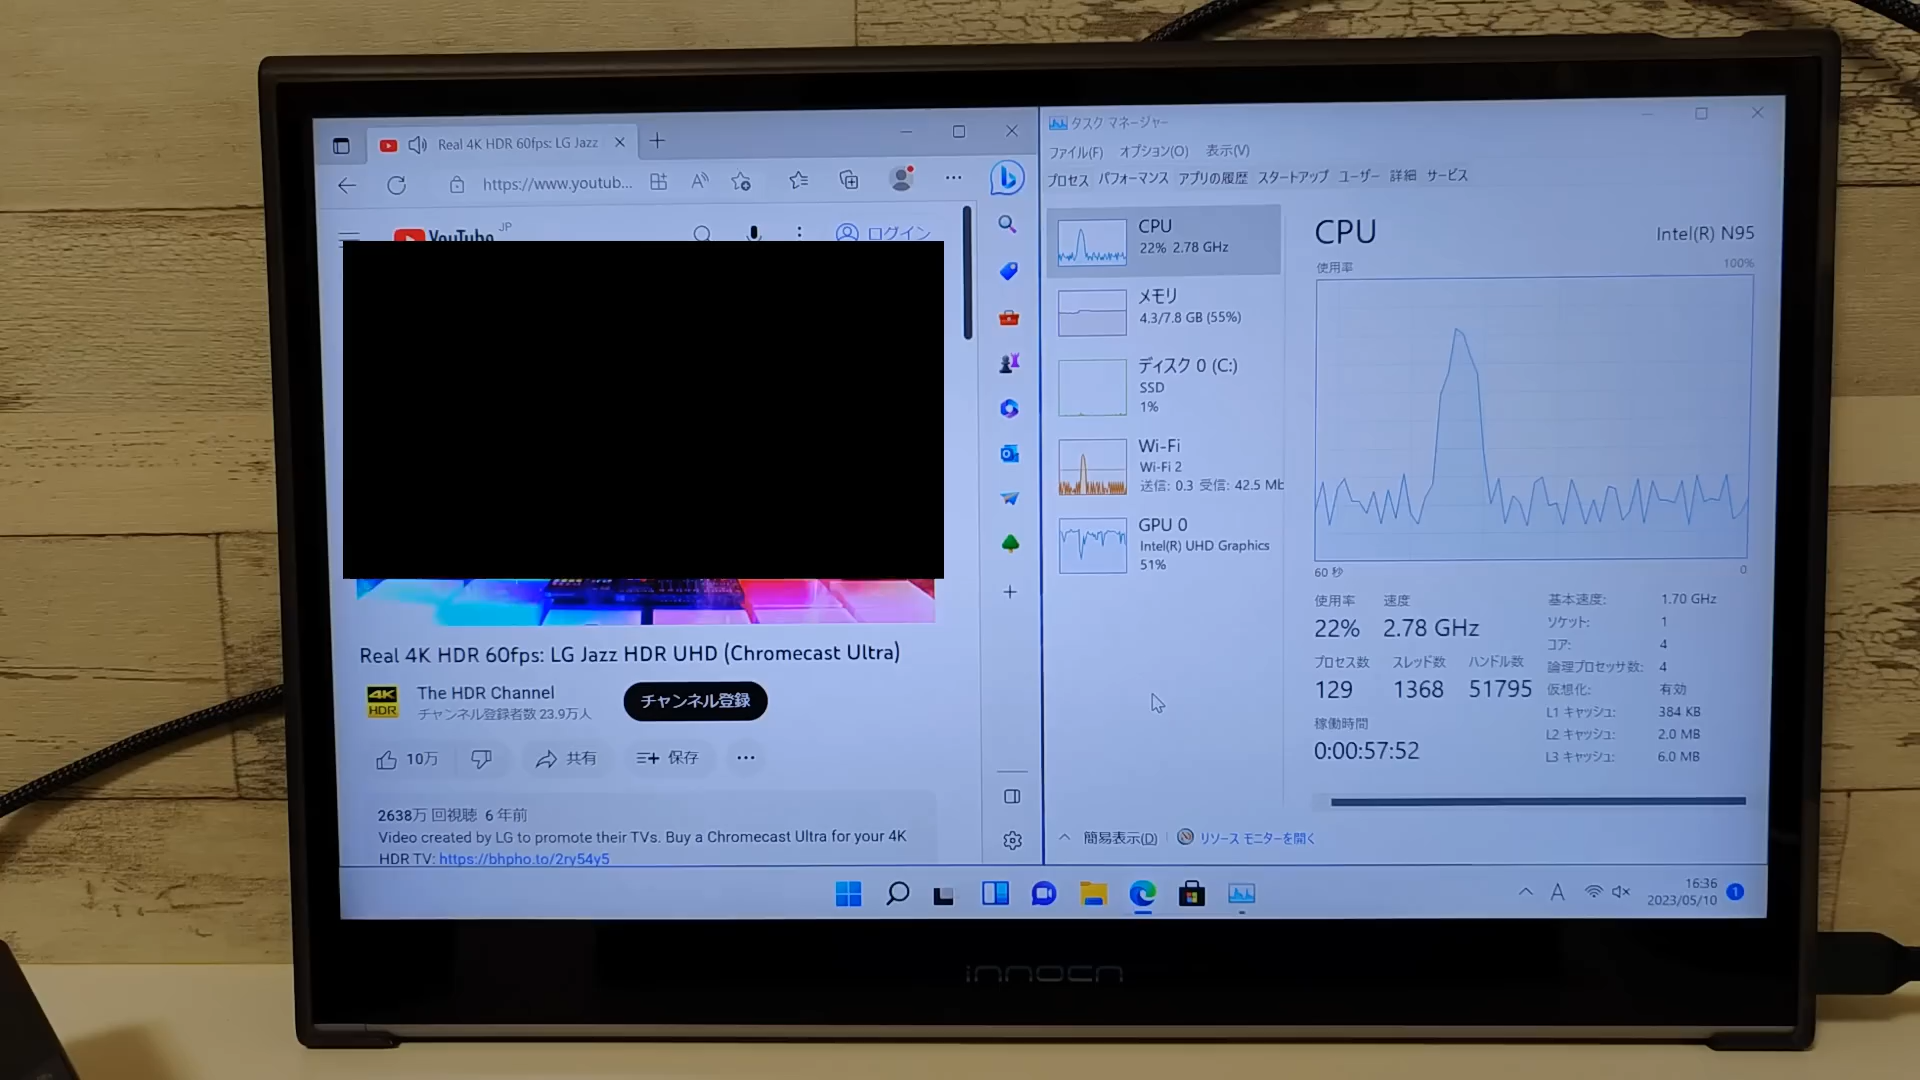 Real 4K HDR 60fps: LG Jazz
https://www.youtub...
YouTube JP
ログイン
Real 4K HDR 60fps: LG Jazz HDR UHD (Chromecast Ultra)
4K HDR
The HDR Channel
チャンネル登録者数 23.9万人
チャンネル登録
10万
共有
保存
2638万 回視聴 6 年前
Video created by LG to promote their TVs. Buy a Chromecast Ultra for your 4K
HDR TV: https://bhpho.to/2ry54y5
タスク マネージャー
ファイル(F) オプション(O) 表示(V)
プロセス パフォーマンス アプリの履歴 スタートアップ ユーザー 詳細 サービス
CPU
22% 2.78 GHz
メモリ
4.3/7.8 GB (55%)
ディスク 0 (C:)
SSD
1%
Wi-Fi
Wi-Fi 2
送信: 0.3 受信: 42.5 Mb
GPU 0
Intel(R) UHD Graphics
51%
CPU
Intel(R) N95
使用率
100%
60 秒
0
使用率 速度
22% 2.78 GHz
プロセス数 スレッド数 ハンドル数
129 1368 51795
稼働時間
0:00:57:52
基本速度: 1.70 GHz
ソケット: 1
コア: 4
論理プロセッサ数: 4
仮想化: 有効
L1 キャッシュ: 384 KB
L2 キャッシュ: 2.0 MB
L3 キャッシュ: 6.0 MB
簡易表示(D)
リソース モニターを開く
A
16:36
2023/05/10
1
innocn